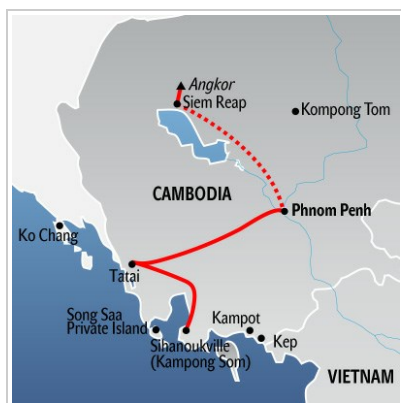 Angkor
Siem Reap
Kompong Tom
CAMBODIA
Phnom Penh
Ko Chang
Tatai
Song Saa
Private Island
Sihanoukville
(Kampong Som)
Kampot
Kep
VIETNAM